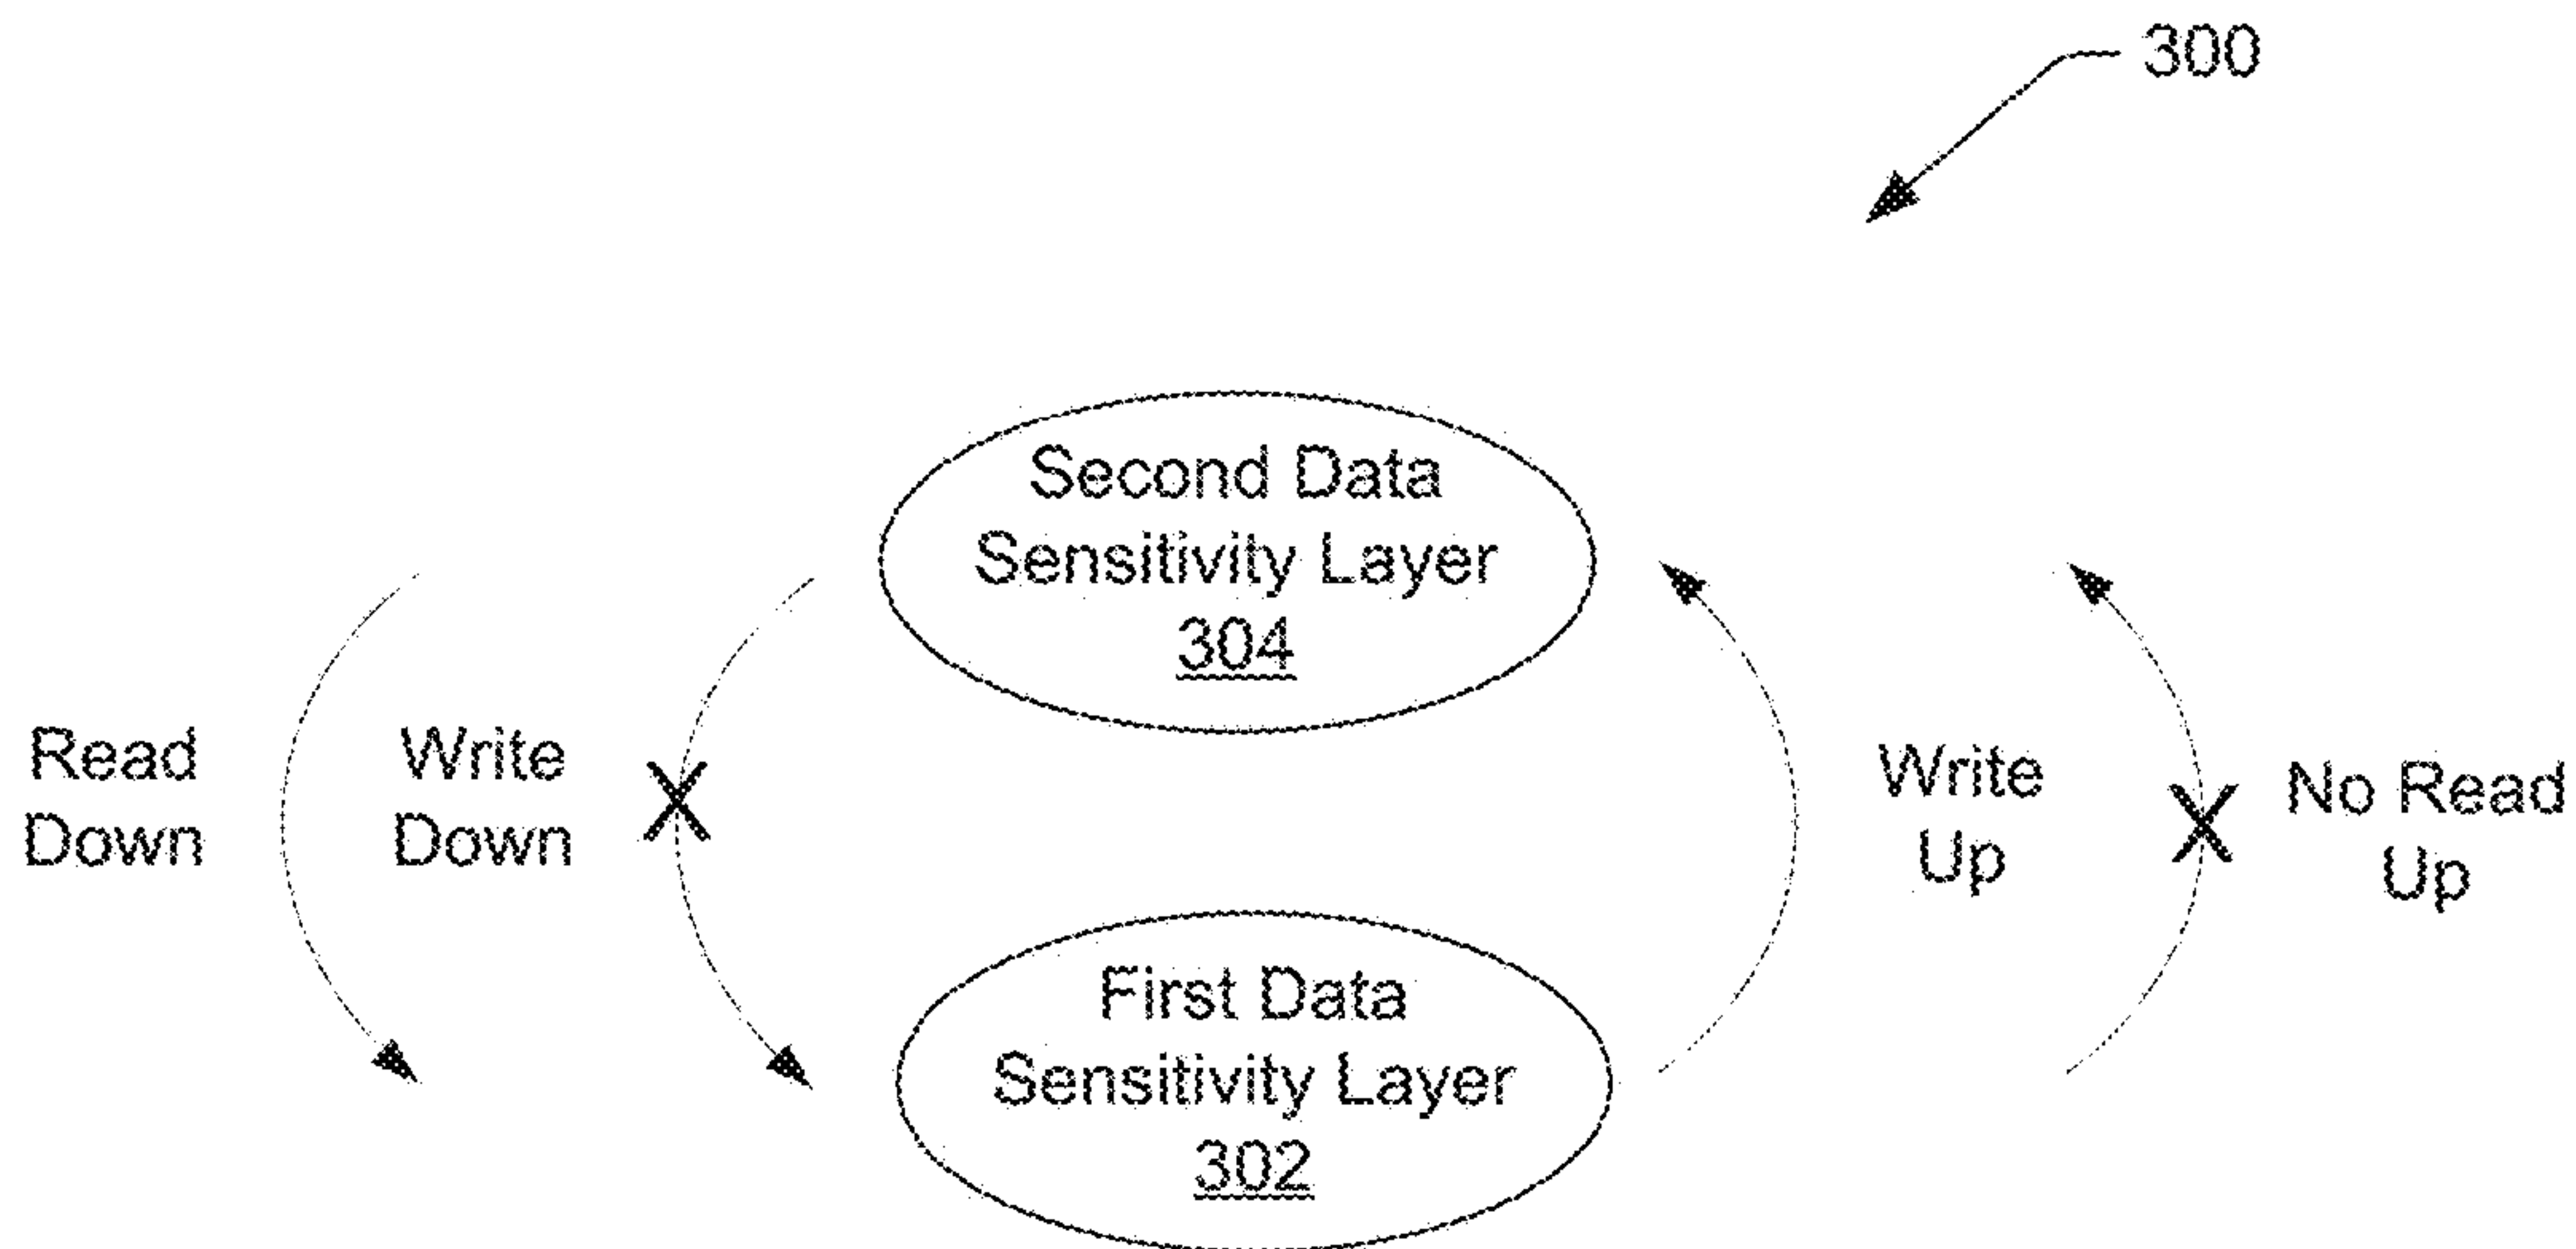 300
Second Data
Sensitivity Layer
304
Read
Down
Write
Down
Write
Up
No Read
Up
First Data
Sensitivity Layer
302